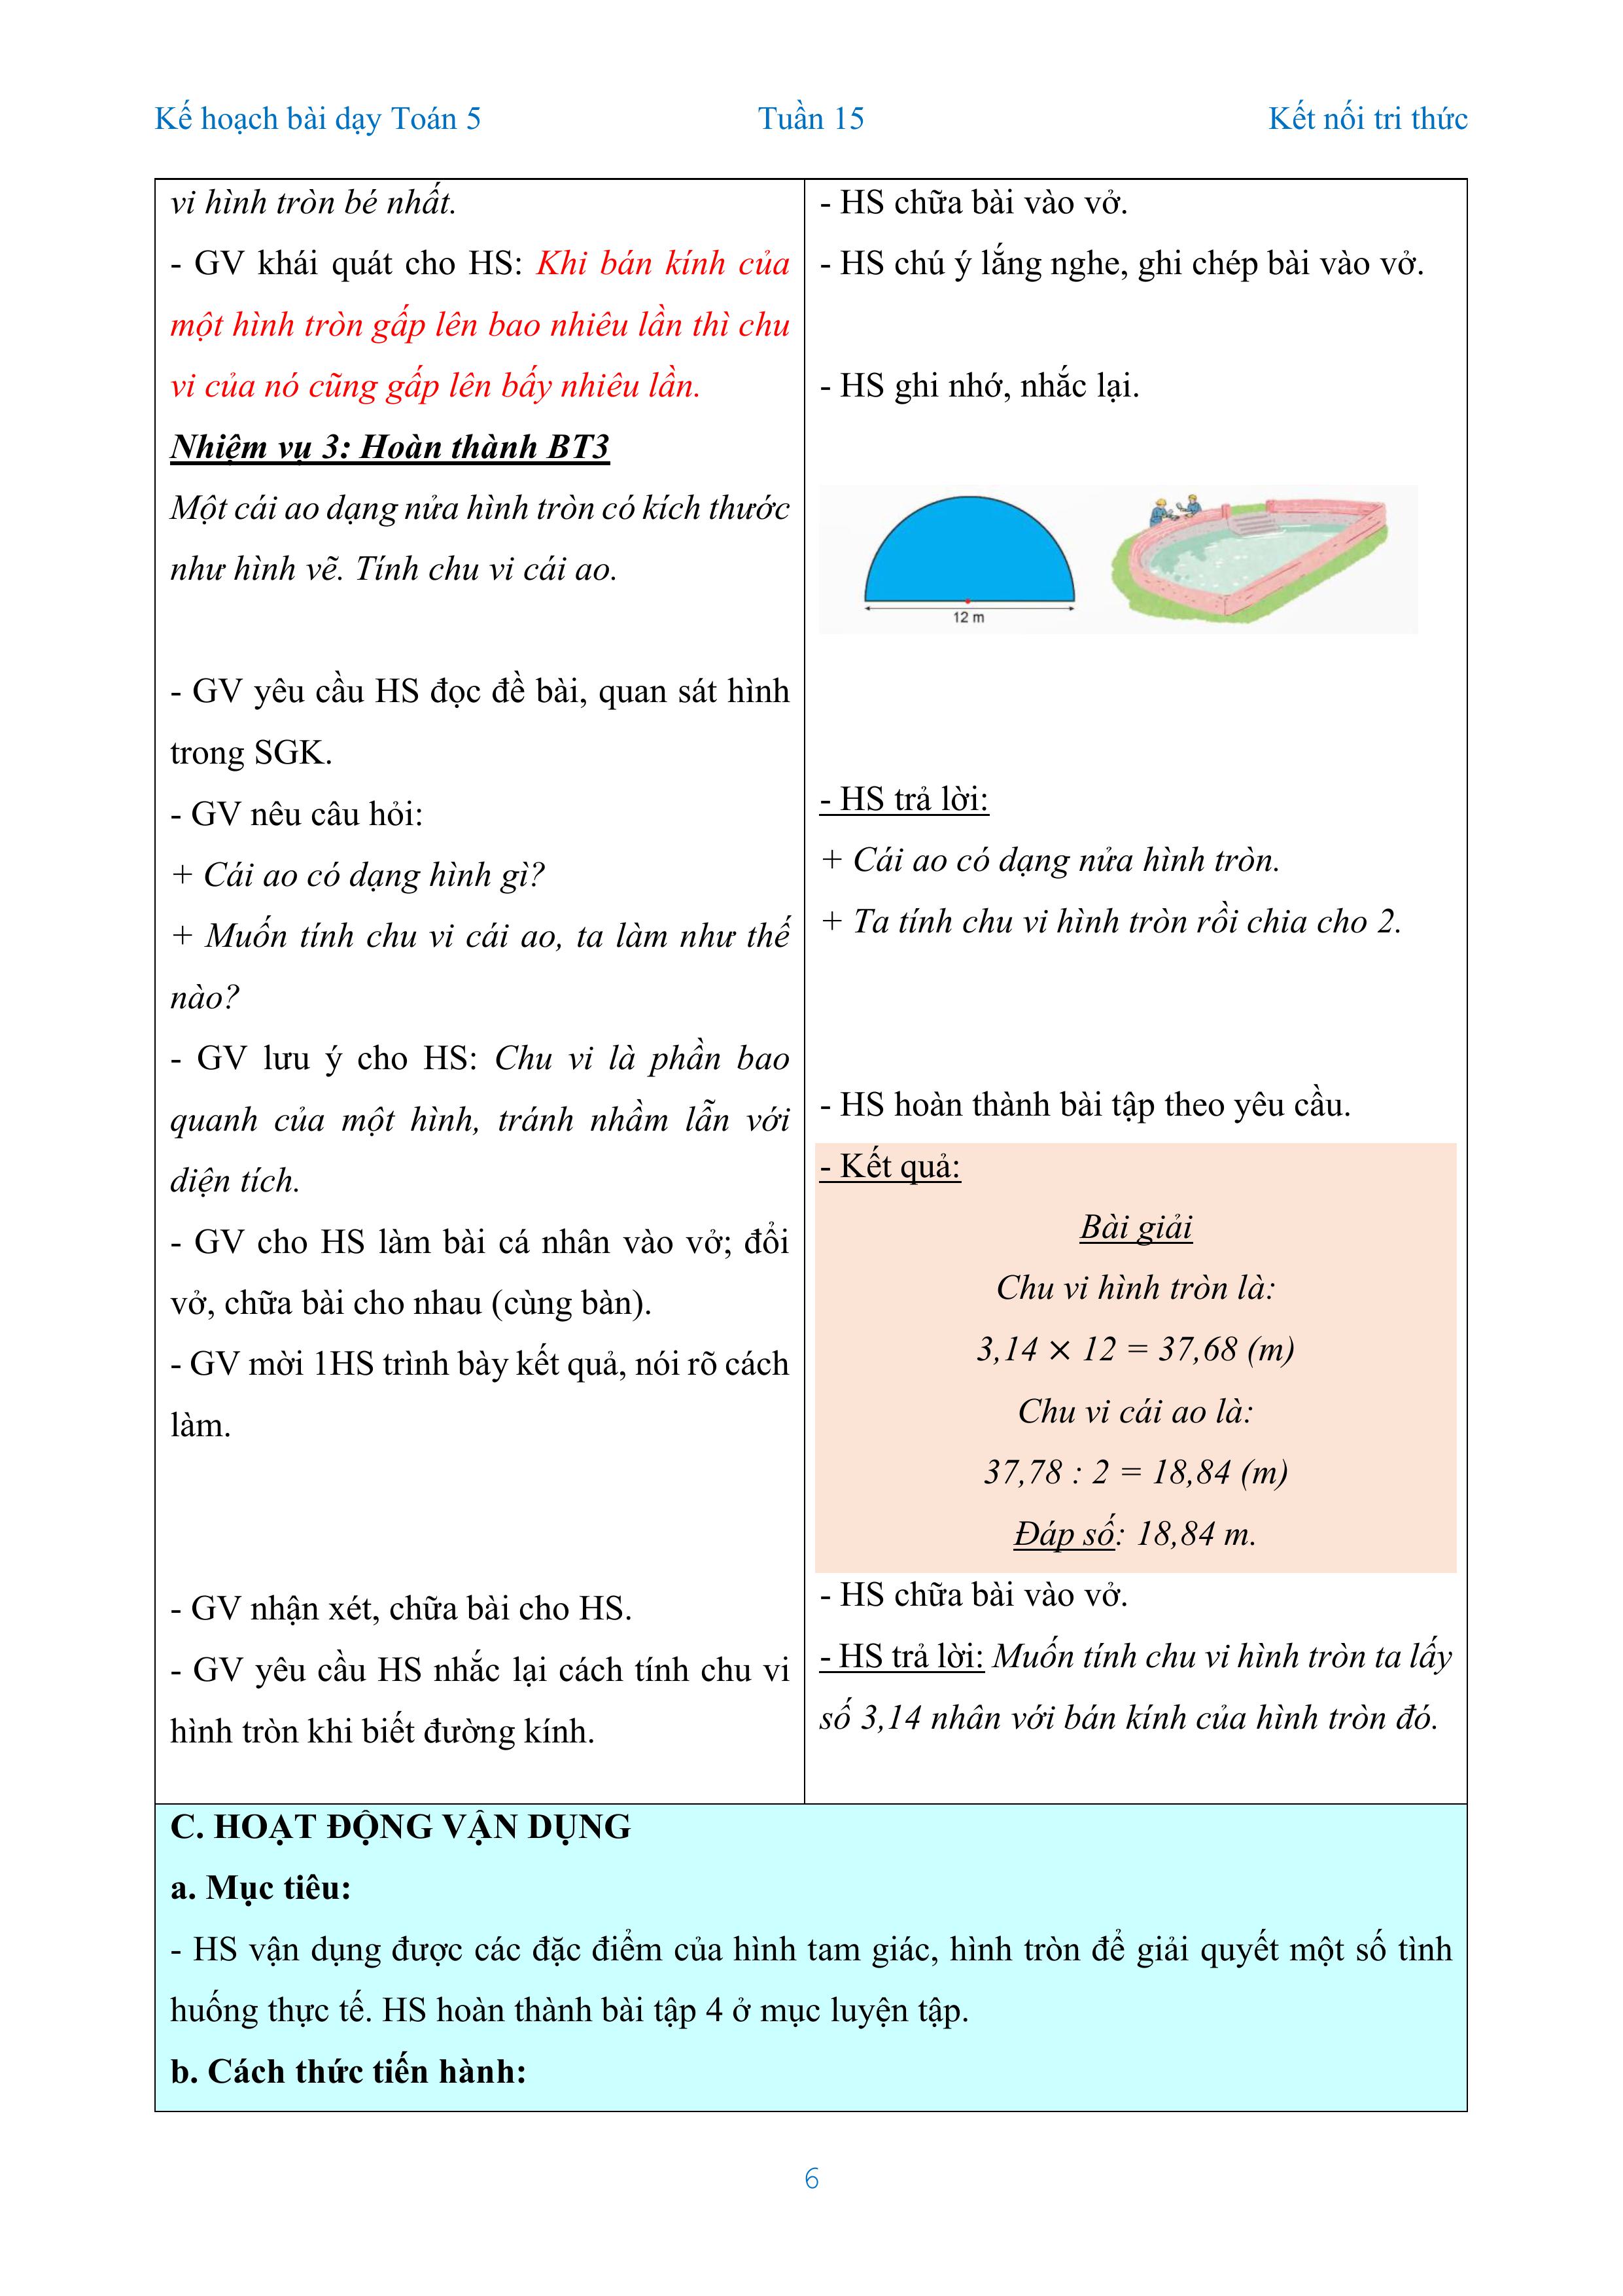 Kế hoạch bài dạy Toán 5 Tuần 15 Kết nối tri thức
vi hình tròn bé nhất.
- GV khái quát cho HS: Khi bán kính của
một hình tròn gấp lên bao nhiêu lần thì chu
vi của nó cũng gấp lên bấy nhiêu lần.
Nhiệm vụ 3: Hoàn thành BT3
Một cái ao dạng nửa hình tròn có kích thước
như hình vẽ. Tính chu vi cái ao.
- GV yêu cầu HS đọc đề bài, quan sát hình
trong SGK.
- GV nêu câu hỏi:
+ Cái ao có dạng hình gì?
+ Muốn tính chu vi cái ao, ta làm như thế
nào?
- GV lưu ý cho HS: Chu vi là phần bao
quanh của một hình, tránh nhầm lẫn với
diện tích.
- GV cho HS làm bài cá nhân vào vở; đổi
vở, chữa bài cho nhau (cùng bàn).
- GV mời 1HS trình bày kết quả, nói rõ cách
làm.
- GV nhận xét, chữa bài cho HS.
- GV yêu cầu HS nhắc lại cách tính chu vi
hình tròn khi biết đường kính.
- HS chữa bài vào vở.
- HS chú ý lắng nghe, ghi chép bài vào vở.
- HS ghi nhớ, nhắc lại.
12 m
- HS trả lời:
+ Cái ao có dạng nửa hình tròn.
+ Ta tính chu vi hình tròn rồi chia cho 2.
- HS hoàn thành bài tập theo yêu cầu.
- Kết quả:
Bài giải
Chu vi hình tròn là:
3,14 × 12 = 37,68 (m)
Chu vi cái ao là:
37,78 : 2 = 18,84 (m)
Đáp số: 18,84 m.
- HS chữa bài vào vở.
- HS trả lời: Muốn tính chu vi hình tròn ta lấy
số 3,14 nhân với bán kính của hình tròn đó.
C. HOẠT ĐỘNG VẬN DỤNG
a. Mục tiêu:
- HS vận dụng được các đặc điểm của hình tam giác, hình tròn để giải quyết một số tình
huống thực tế. HS hoàn thành bài tập 4 ở mục luyện tập.
b. Cách thức tiến hành:
6